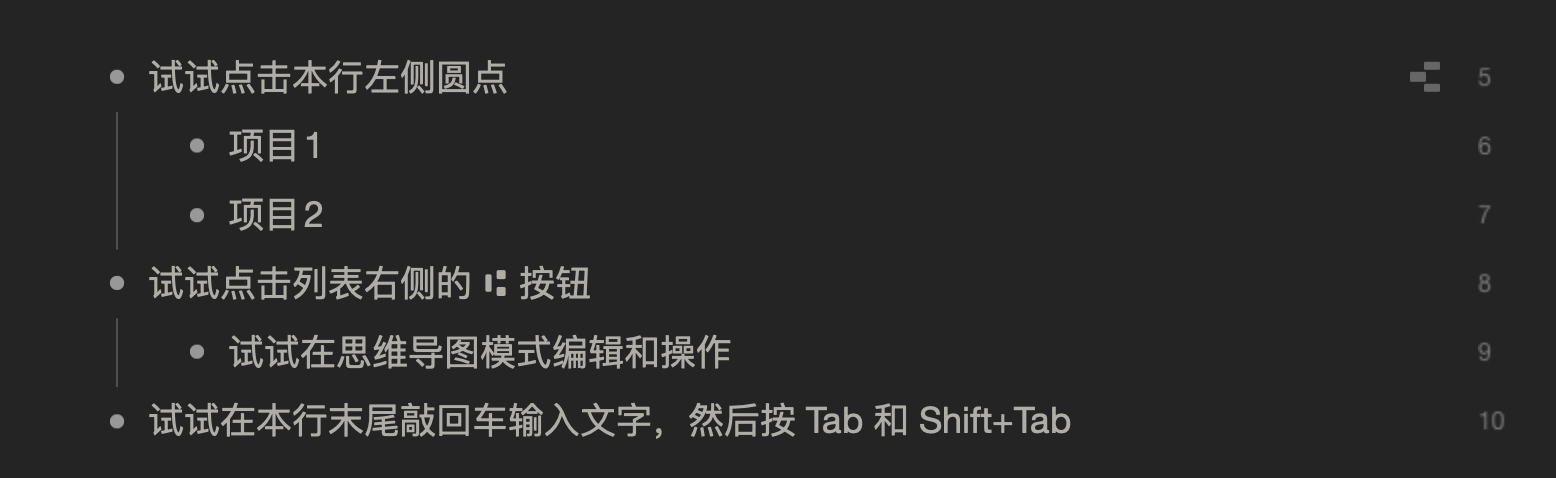 试试点击本行左侧圆点 5
项目1 6
项目2 7
试试点击列表右侧的 按钮 8
试试在思维导图模式编辑和操作 9
试试在本行末尾敲回车输入文字，然后按 Tab 和 Shift+Tab 10